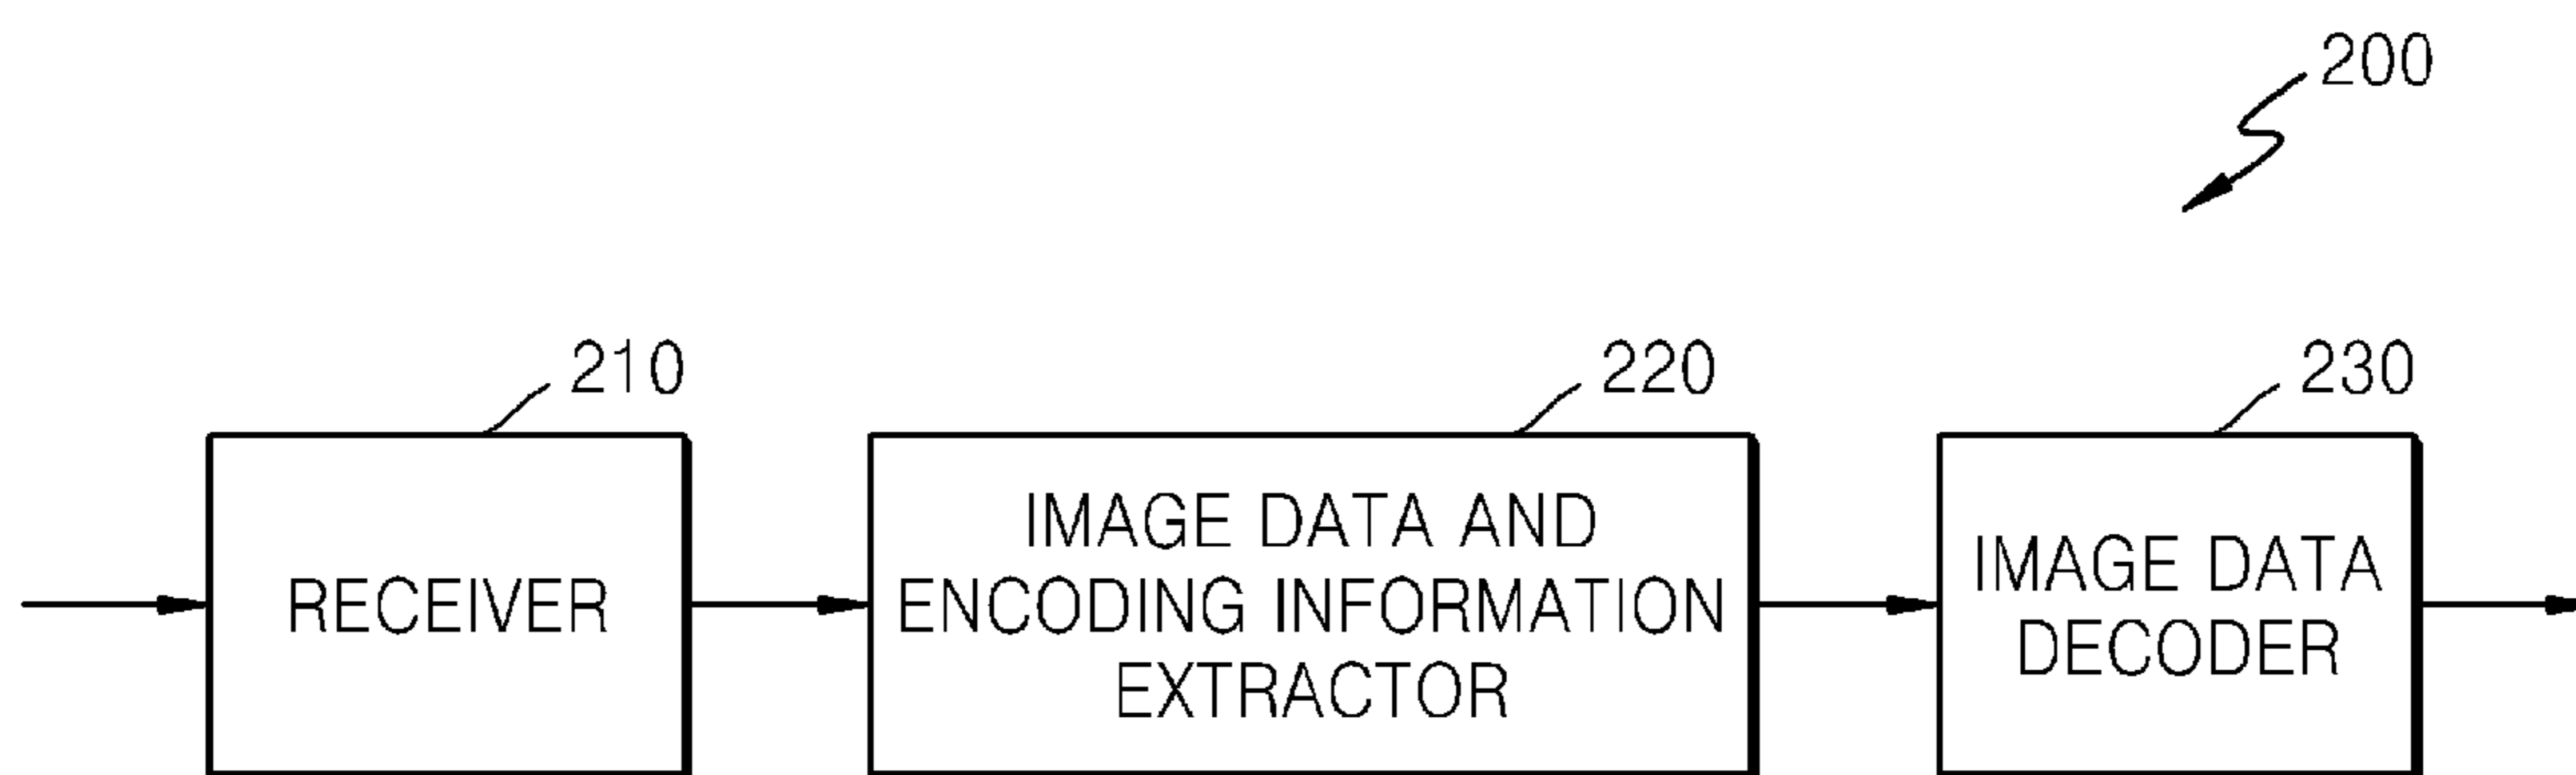 200
210
220
230
RECEIVER
IMAGE DATA AND
ENCODING INFORMATION
EXTRACTOR
IMAGE DATA
DECODER